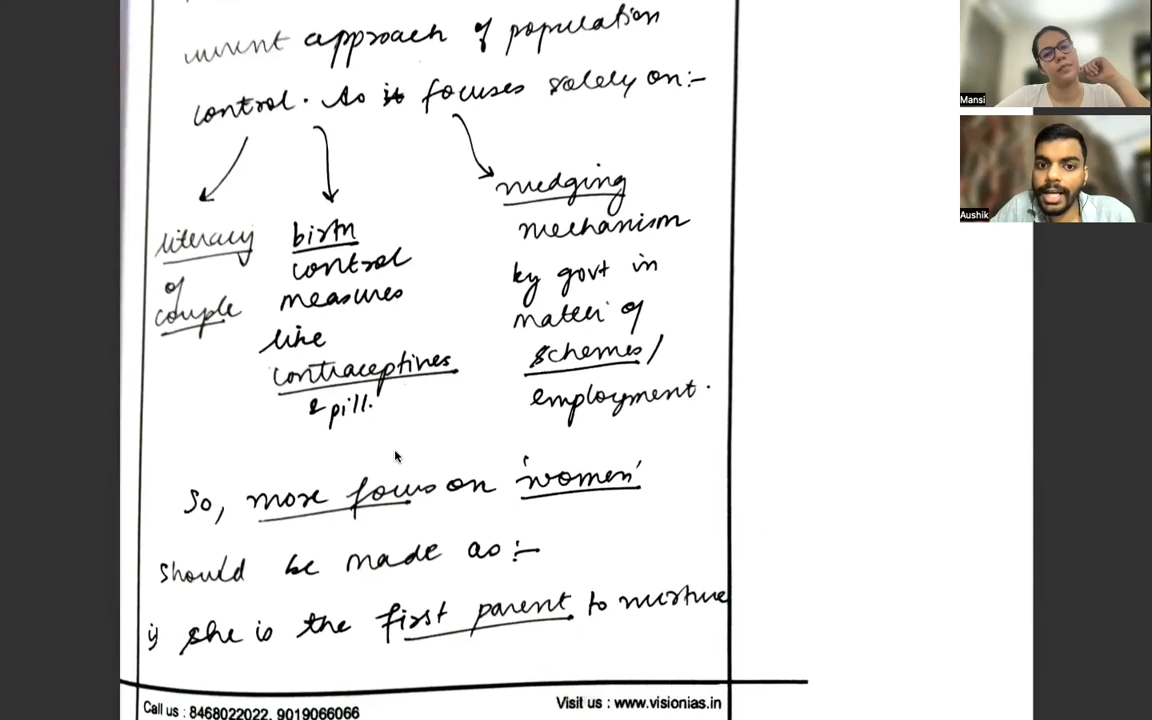 current approach of population
control. As it focuses solely on:-
literacy
of
couple
birth
control
measures
like
contraceptives
& pill.
nudging
mechanism
by govt in
matter of
schemes/
employment.
So, more focus on 'women'
should be made as :-
i) she is the first parent to nurture
Call us : 8468022022, 9019066066
Visit us : www.visionias.in
Mansi
Aushik